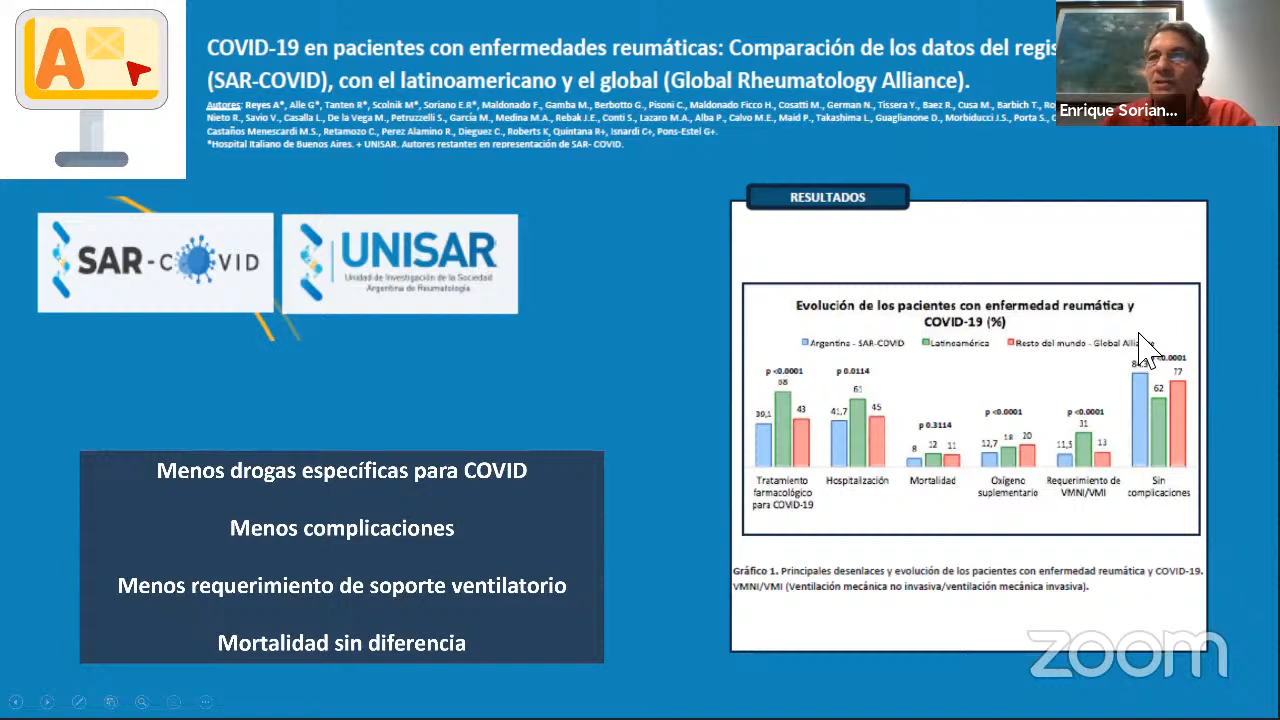 COVID-19 en pacientes con enfermedades reumáticas: Comparación de los datos del regis
(SAR-COVID), con el latinoamericano y el global (Global Rheumatology Alliance).
Autores: Reyes A*, Alle G*, Tanten R*, Scolnik M*, Soriano E.R*, Maldonado F., Gamba M., Berbotto G., Pisoni C., Maldonado Ficco H., Cosatti M., German N., Tissera Y., Baez R., Cusa M., Barbich T.,
Nieto R., Savio V., Casalla L., De la Vega M., Petruzzelli S., García M., Medina M.A., Rebak J.E., Conti S., Lazaro M.A., Alba P., Calvo M.E., Maid P., Takashima L., Guaglianone D., Morbiducci J.S., Porta S.,
Castaños Menescardi M.S., Retamozo C., Perez Alamino R., Dieguez C., Roberts K, Quintana R+, Isnardi C+, Pons-Estel G+.
*Hospital Italiano de Buenos Aires. + UNISAR. Autores restantes en representación de SAR- COVID.
Enrique Sorian...
A
SAR-COVID
UNISAR
Unidad de Investigación de la Sociedad
Argentina de Reumatología
RESULTADOS
Evolución de los pacientes con enfermedad reumática y
COVID-19 (%)
Argentina - SAR-COVID Latinoamérica Resto del mundo - Global
p <0.0001 p 0.0114 p 0.3114 p <0.0001 p <0.0001 <0.0001
39,1 68 43
41,7 61 45
8 12 11
12,7 18 20
11,5 31 13
62 77
Tratamiento farmacológico para COVID-19
Hospitalización
Mortalidad
Oxígeno suplementario
Requerimiento de VMNI/VMI
Sin complicaciones
Gráfico 1. Principales desenlaces y evolución de los pacientes con enfermedad reumática y COVID-19.
VMNI/VMI (Ventilación mecánica no invasiva/ventilación mecánica invasiva).
Menos drogas específicas para COVID
Menos complicaciones
Menos requerimiento de soporte ventilatorio
Mortalidad sin diferencia
zoom